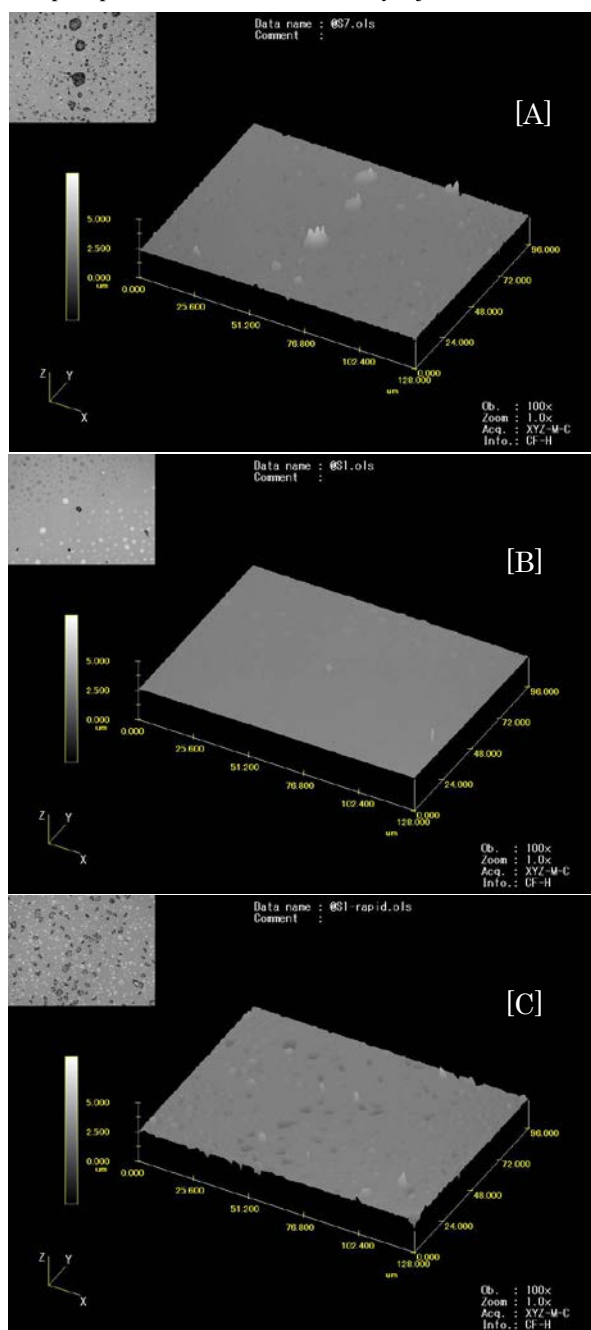 Data name : @S7.ols
Comment :
[A]
5.000
2.500
0.000
um
0.000
25.600
51.200
76.800
102.400
128.000
um
0.000
24.000
48.000
72.000
96.000
Z
Y
X
Ob. : 100x
Zoom : 1.0x
Acq. : XYZ-M-C
Info.: CF-H
Data name : @S1.ols
Comment :
[B]
5.000
2.500
0.000
um
0.000
25.600
51.200
76.800
102.400
128.000
um
0.000
24.000
48.000
72.000
96.000
Z
Y
X
Ob. : 100x
Zoom : 1.0x
Acq. : XYZ-M-C
Info.: CF-H
Data name : @S1-rapid.ols
Comment :
[C]
5.000
2.500
0.000
um
0.000
25.600
51.200
76.800
102.400
128.000
um
0.000
24.000
48.000
72.000
96.000
Z
Y
X
Ob. : 100x
Zoom : 1.0x
Acq. : XYZ-M-C
Info.: CF-H